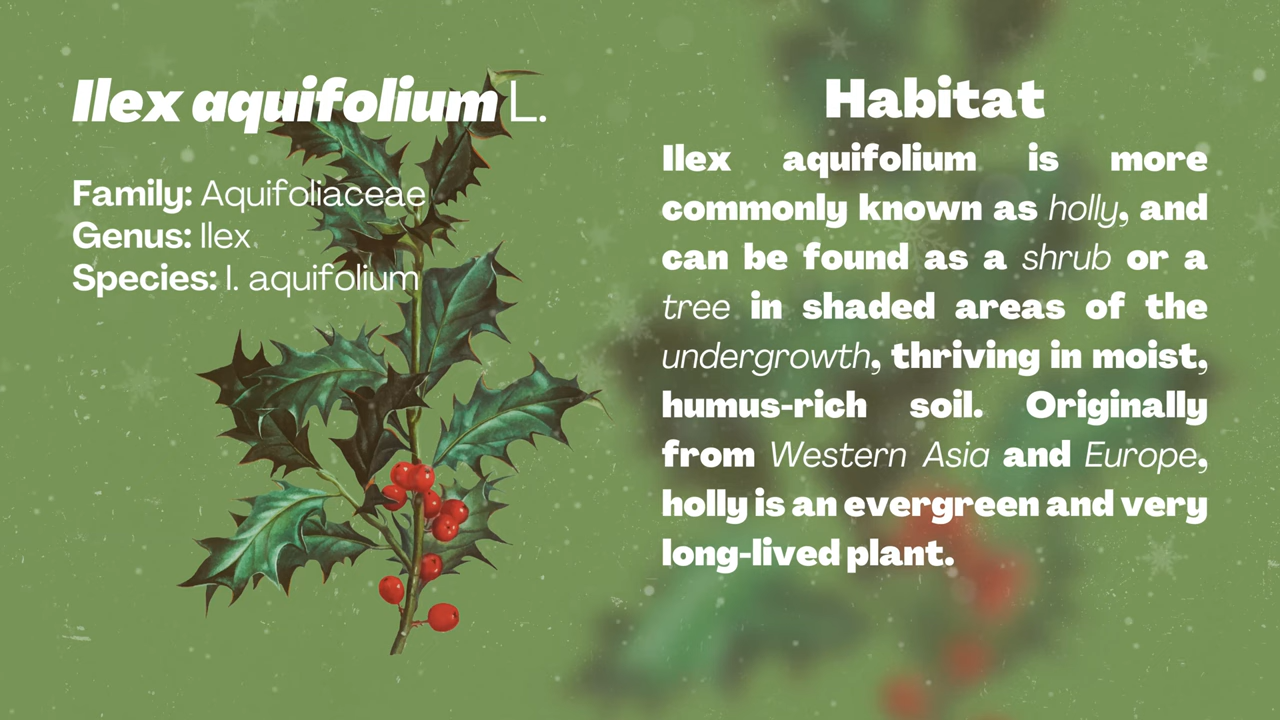 Ilex aquifolium L.
Family: Aquifoliaceae
Genus: Ilex
Species: I. aquifolium
Habitat
Ilex aquifolium is more
commonly known as holly, and
can be found as a shrub or a
tree in shaded areas of the
undergrowth, thriving in moist,
humus-rich soil. Originally
from Western Asia and Europe,
holly is an evergreen and very
long-lived plant.